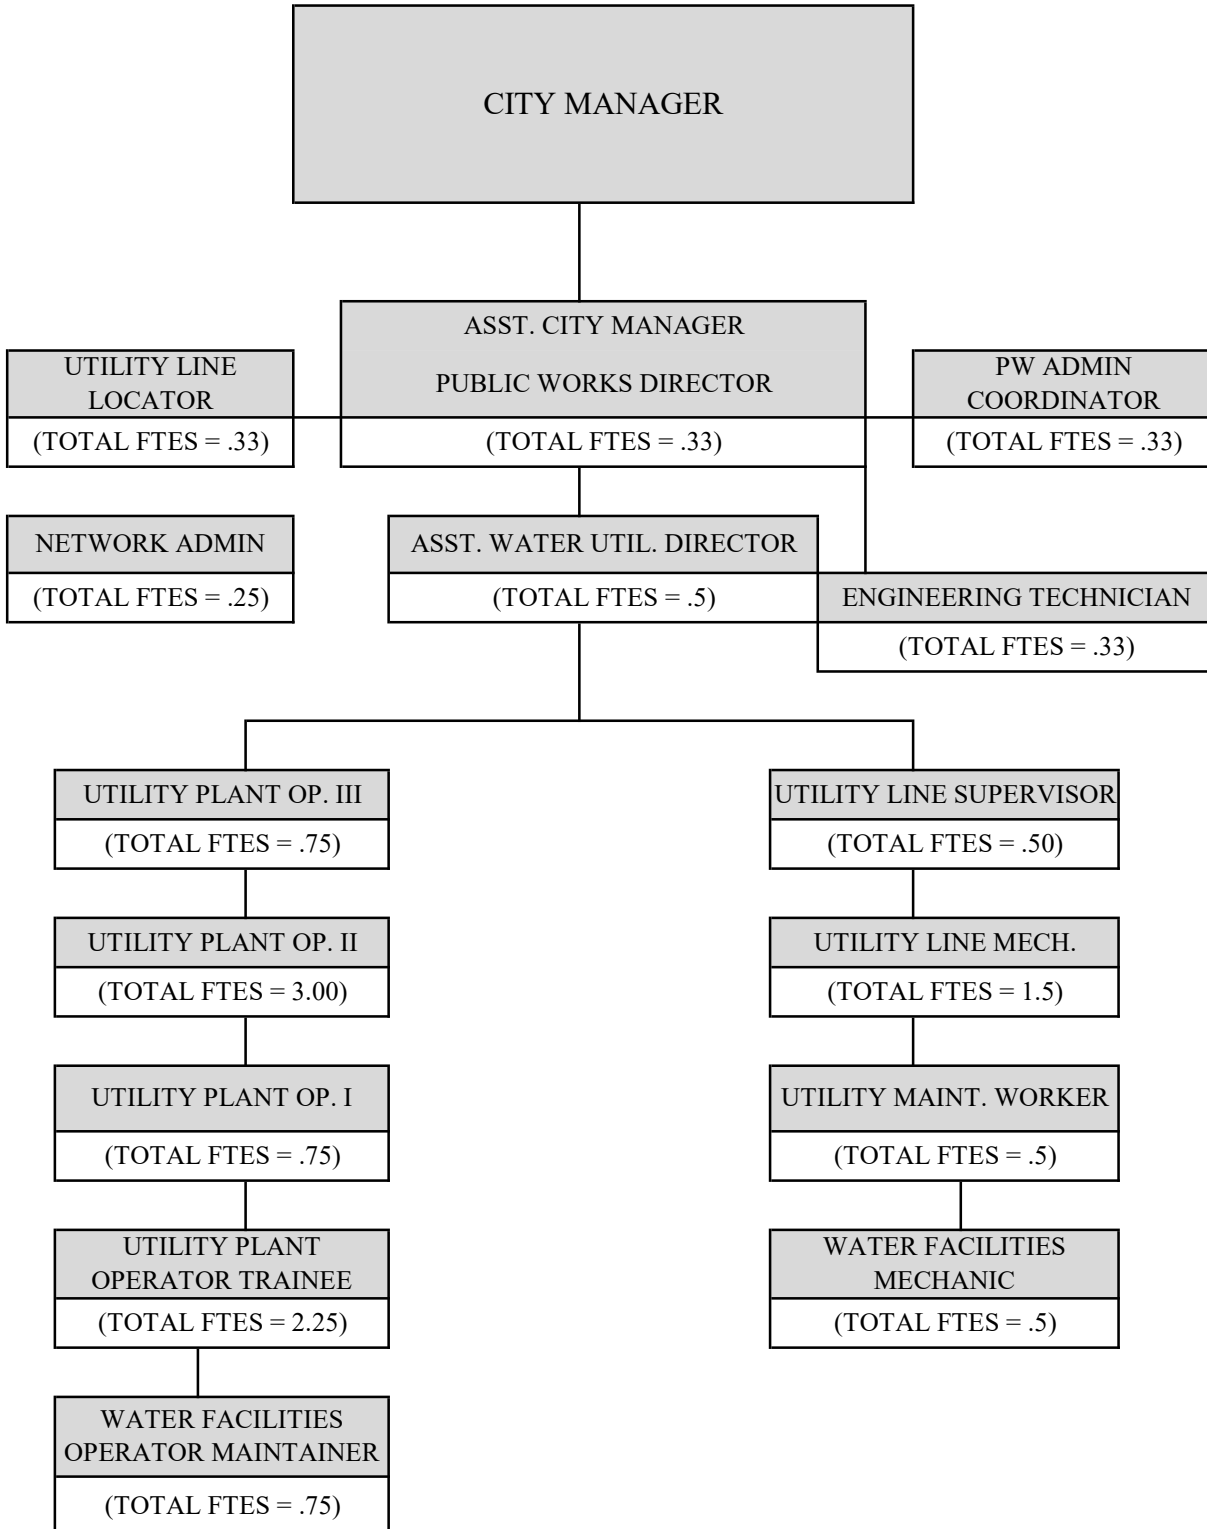 CITY MANAGER
ASST. CITY MANAGER
PUBLIC WORKS DIRECTOR
(TOTAL FTES = .33)
UTILITY LINE
LOCATOR
(TOTAL FTES = .33)
PW ADMIN
COORDINATOR
(TOTAL FTES = .33)
NETWORK ADMIN
(TOTAL FTES = .25)
ASST. WATER UTIL. DIRECTOR
(TOTAL FTES = .5)
ENGINEERING TECHNICIAN
(TOTAL FTES = .33)
UTILITY PLANT OP. III
(TOTAL FTES = .75)
UTILITY PLANT OP. II
(TOTAL FTES = 3.00)
UTILITY PLANT OP. I
(TOTAL FTES = .75)
UTILITY PLANT
OPERATOR TRAINEE
(TOTAL FTES = 2.25)
WATER FACILITIES
OPERATOR MAINTAINER
(TOTAL FTES = .75)
UTILITY LINE SUPERVISOR
(TOTAL FTES = .50)
UTILITY LINE MECH.
(TOTAL FTES = 1.5)
UTILITY MAINT. WORKER
(TOTAL FTES = .5)
WATER FACILITIES
MECHANIC
(TOTAL FTES = .5)